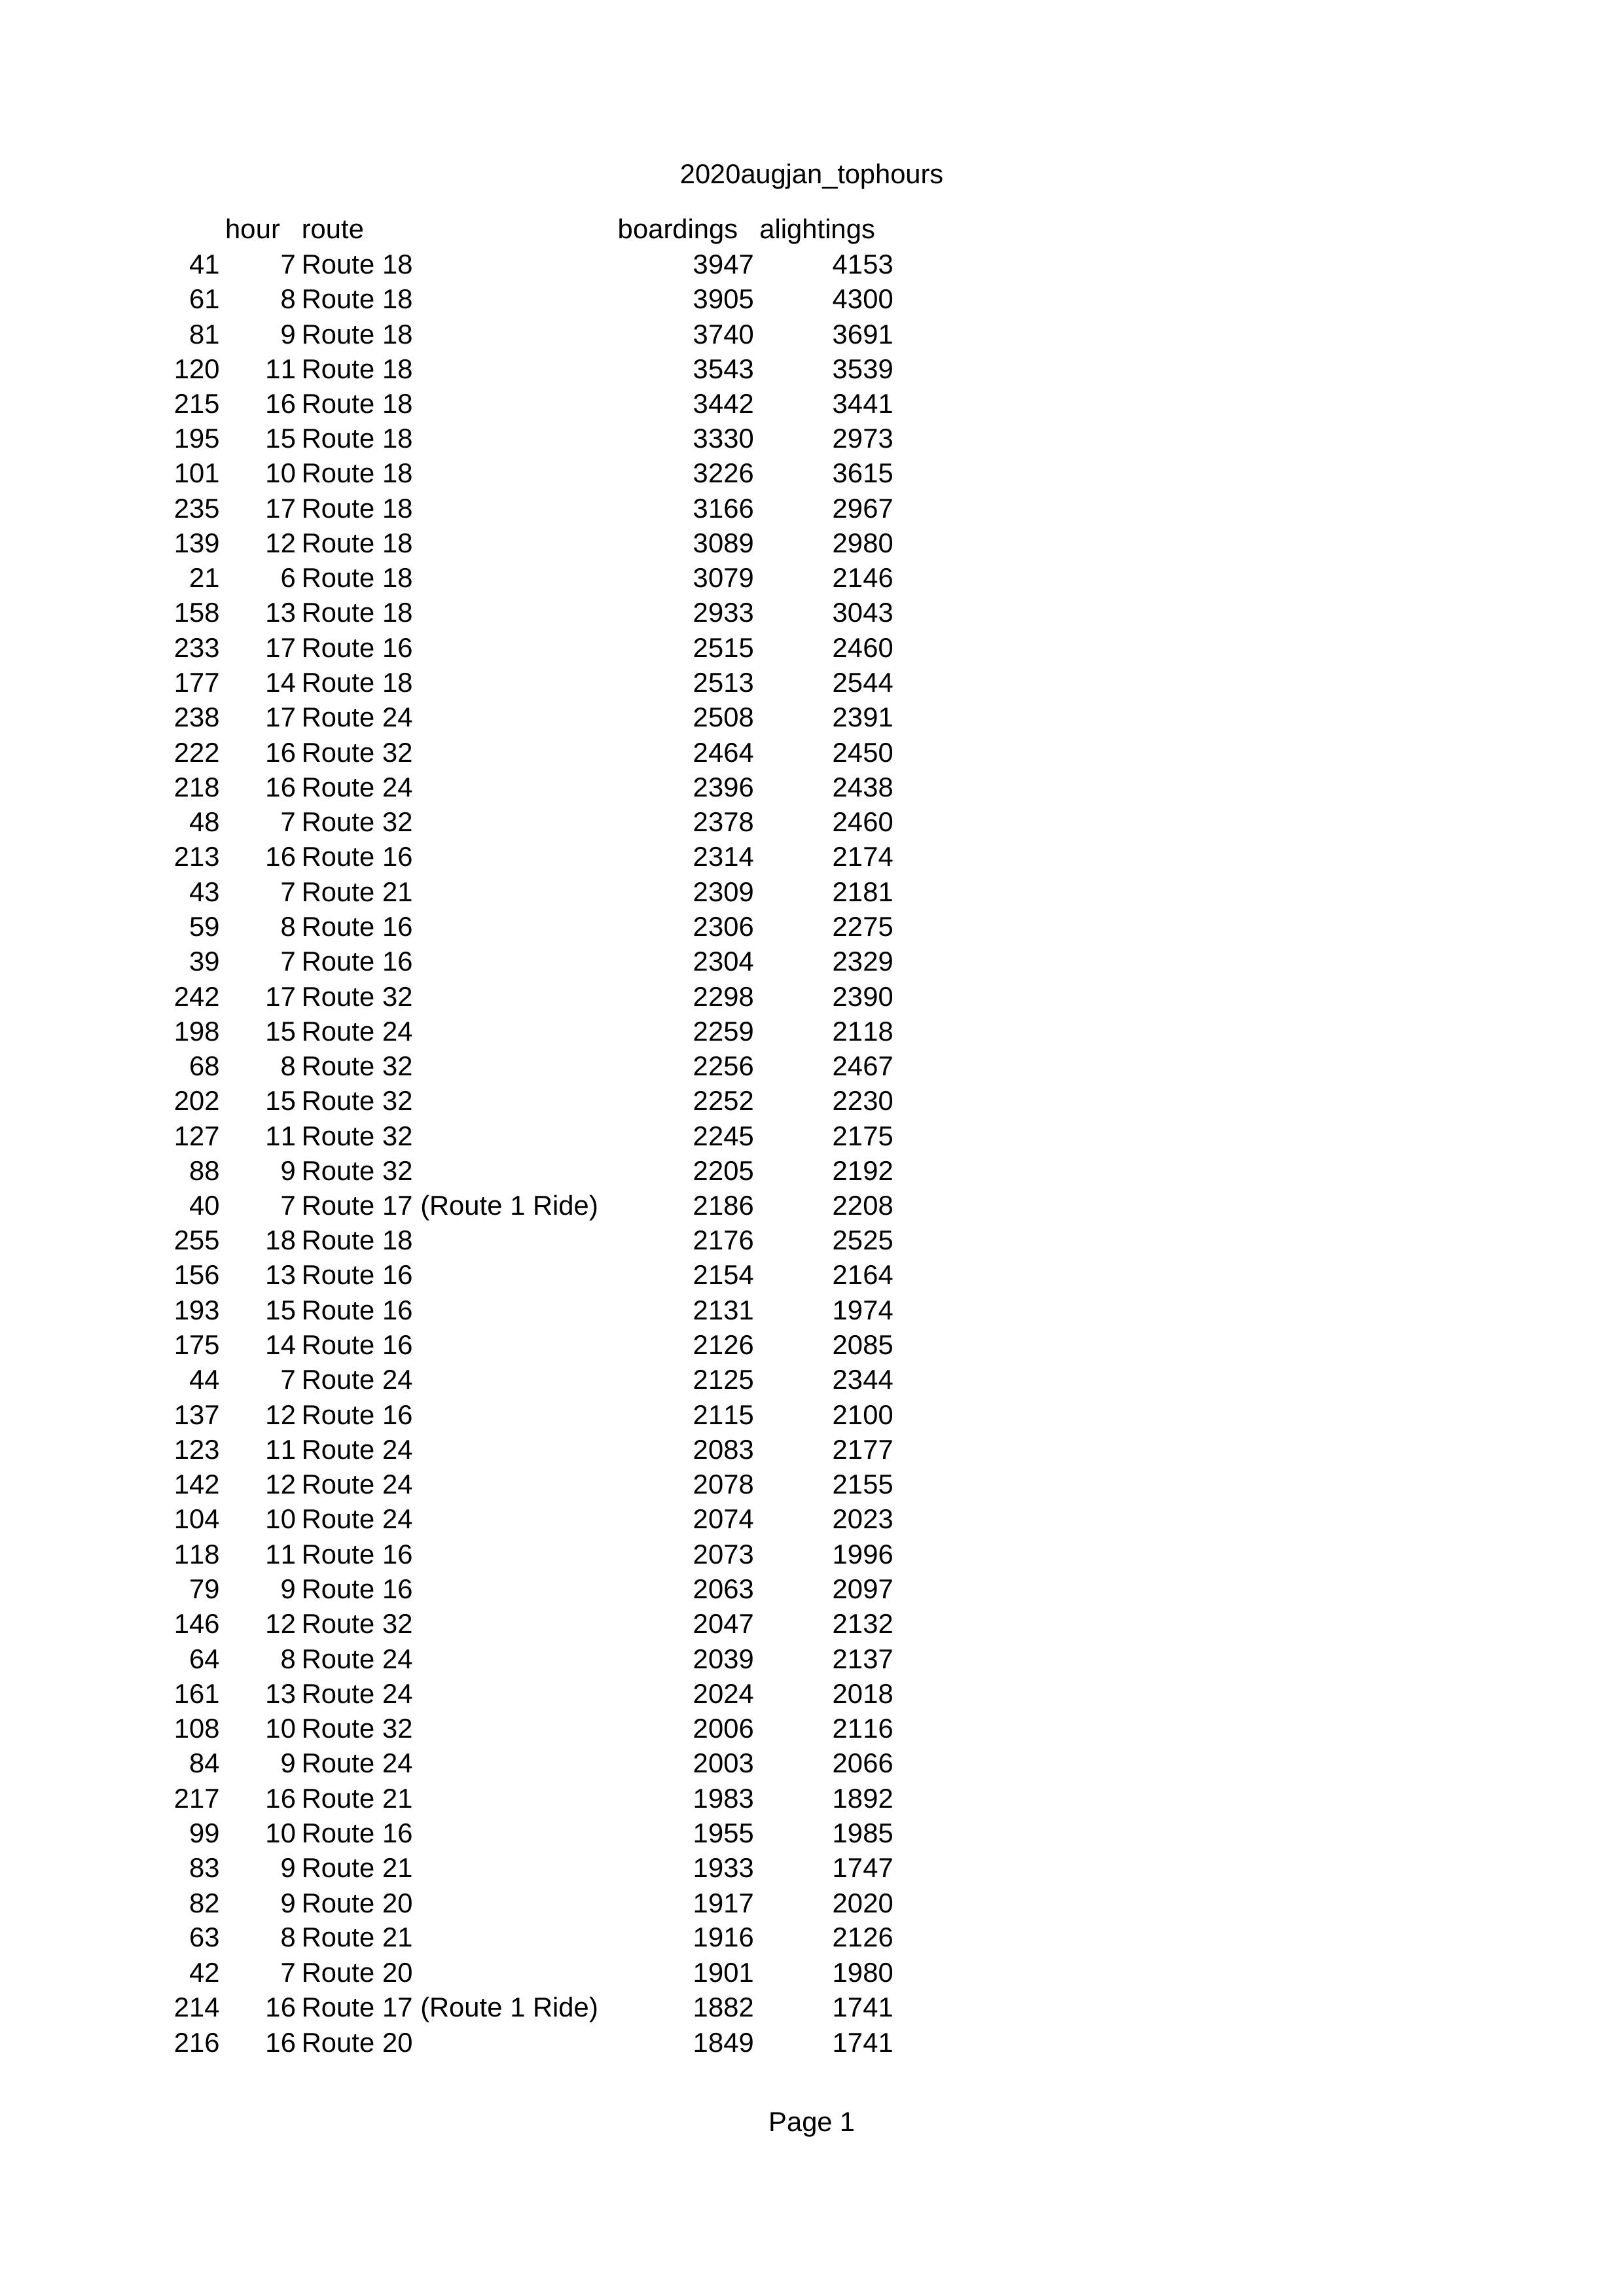 2020augjan_tophours
hour route boardings alightings
41 7 Route 18 3947 4153
61 8 Route 18 3905 4300
81 9 Route 18 3740 3691
120 11 Route 18 3543 3539
215 16 Route 18 3442 3441
195 15 Route 18 3330 2973
101 10 Route 18 3226 3615
235 17 Route 18 3166 2967
139 12 Route 18 3089 2980
21 6 Route 18 3079 2146
158 13 Route 18 2933 3043
233 17 Route 16 2515 2460
177 14 Route 18 2513 2544
238 17 Route 24 2508 2391
222 16 Route 32 2464 2450
218 16 Route 24 2396 2438
48 7 Route 32 2378 2460
213 16 Route 16 2314 2174
43 7 Route 21 2309 2181
59 8 Route 16 2306 2275
39 7 Route 16 2304 2329
242 17 Route 32 2298 2390
198 15 Route 24 2259 2118
68 8 Route 32 2256 2467
202 15 Route 32 2252 2230
127 11 Route 32 2245 2175
88 9 Route 32 2205 2192
40 7 Route 17 (Route 1 Ride) 2186 2208
255 18 Route 18 2176 2525
156 13 Route 16 2154 2164
193 15 Route 16 2131 1974
175 14 Route 16 2126 2085
44 7 Route 24 2125 2344
137 12 Route 16 2115 2100
123 11 Route 24 2083 2177
142 12 Route 24 2078 2155
104 10 Route 24 2074 2023
118 11 Route 16 2073 1996
79 9 Route 16 2063 2097
146 12 Route 32 2047 2132
64 8 Route 24 2039 2137
161 13 Route 24 2024 2018
108 10 Route 32 2006 2116
84 9 Route 24 2003 2066
217 16 Route 21 1983 1892
99 10 Route 16 1955 1985
83 9 Route 21 1933 1747
82 9 Route 20 1917 2020
63 8 Route 21 1916 2126
42 7 Route 20 1901 1980
214 16 Route 17 (Route 1 Ride) 1882 1741
216 16 Route 20 1849 1741
Page 1